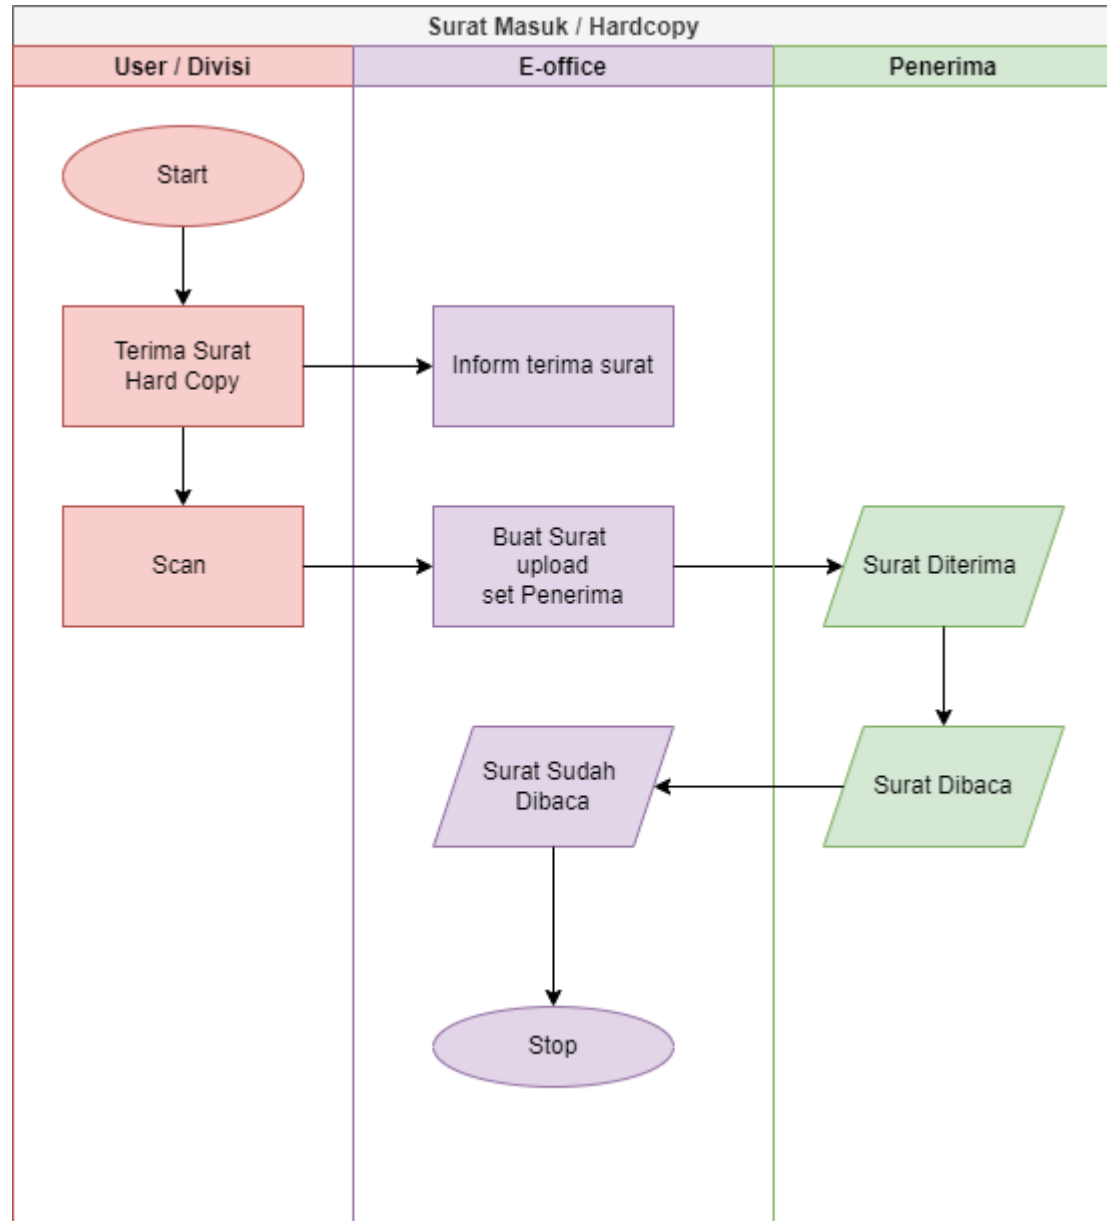 Surat Masuk / Hardcopy
User / Divisi
E-office
Penerima
Start
Terima Surat
Hard Copy
Inform terima surat
Scan
Buat Surat
upload
set Penerima
Surat Diterima
Surat Sudah
Dibaca
Surat Dibaca
Stop